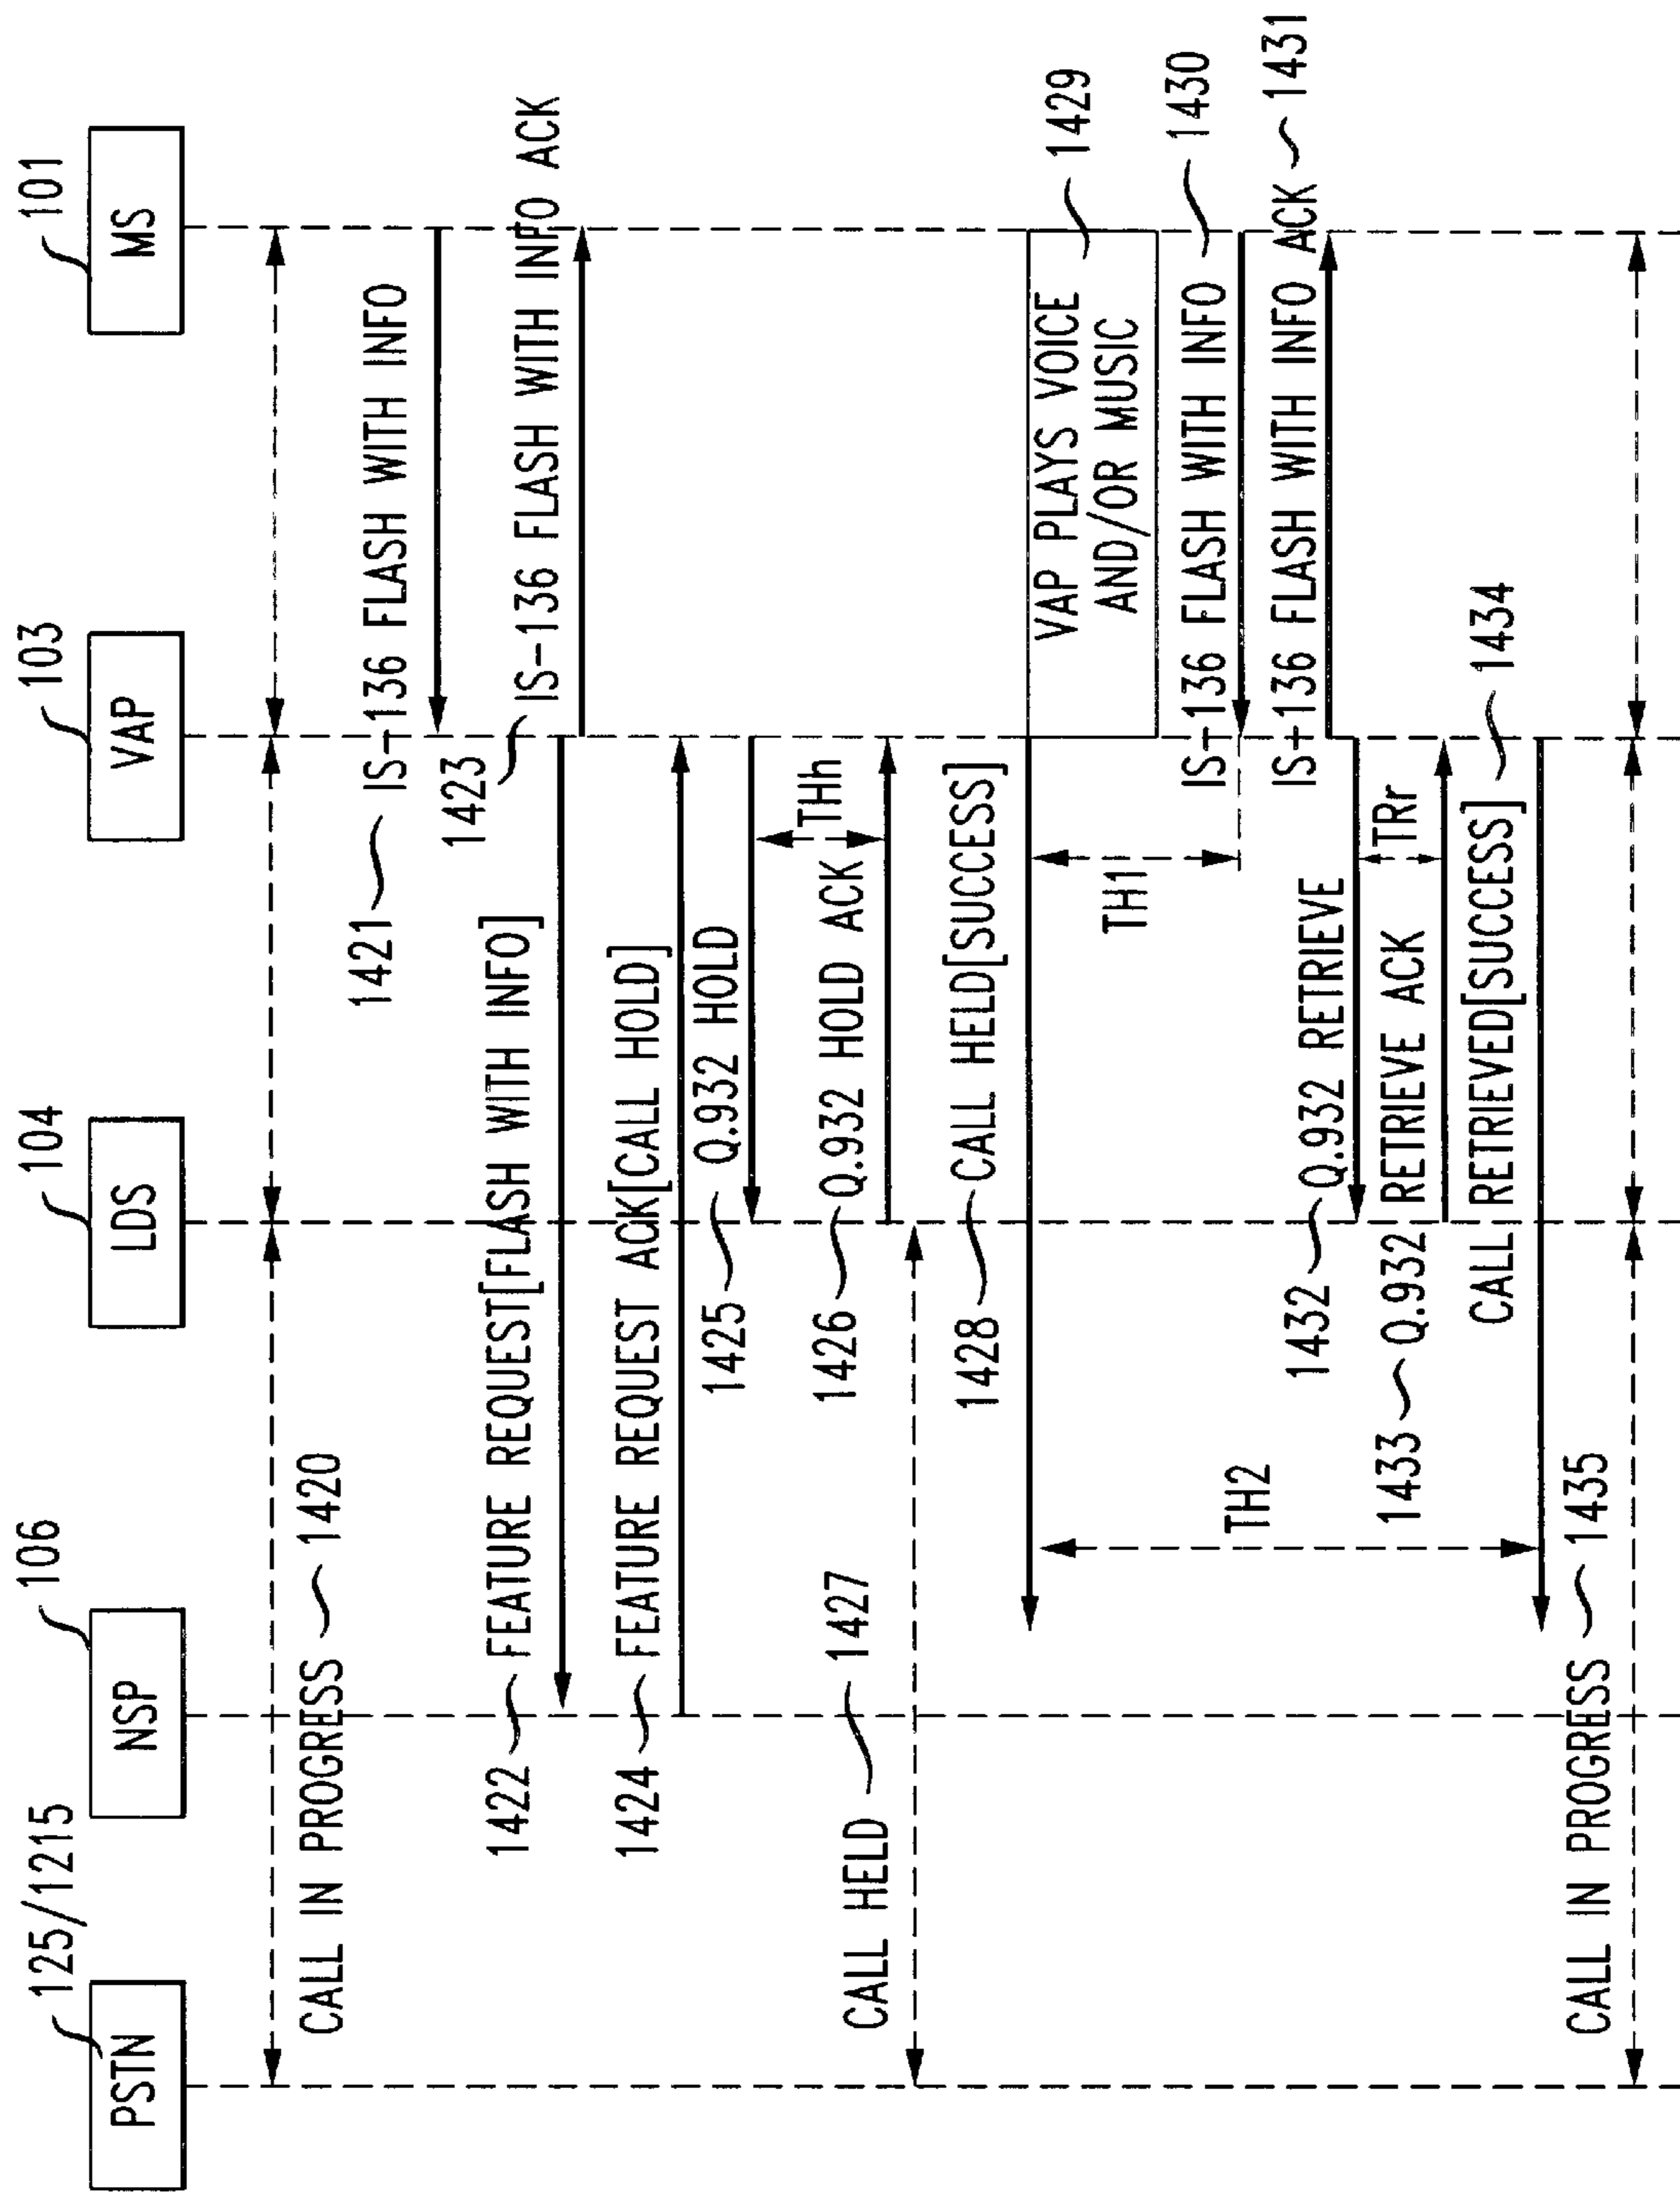 PSTN
125/1215
NSP
106
LDS
104
VAP
103
MS
101
CALL IN PROGRESS 1420
1421 IS-136 FLASH WITH INFO
1422 FEATURE REQUEST[FLASH WITH INFO]
1423 IS-136 FLASH WITH INFO ACK
1424 FEATURE REQUEST ACK[CALL HOLD]
1425 Q.932 HOLD
THh
1426 Q.932 HOLD ACK
CALL HELD 1427
1428 CALL HELD[SUCCESS]
VAP PLAYS VOICE
AND/OR MUSIC
1429
TH1
IS-136 FLASH WITH INFO 1430
IS-136 FLASH WITH INFO ACK 1431
TH2
1432 Q.932 RETRIEVE
TRr
1433 Q.932 RETRIEVE ACK
CALL RETRIEVED[SUCCESS] 1434
CALL IN PROGRESS 1435